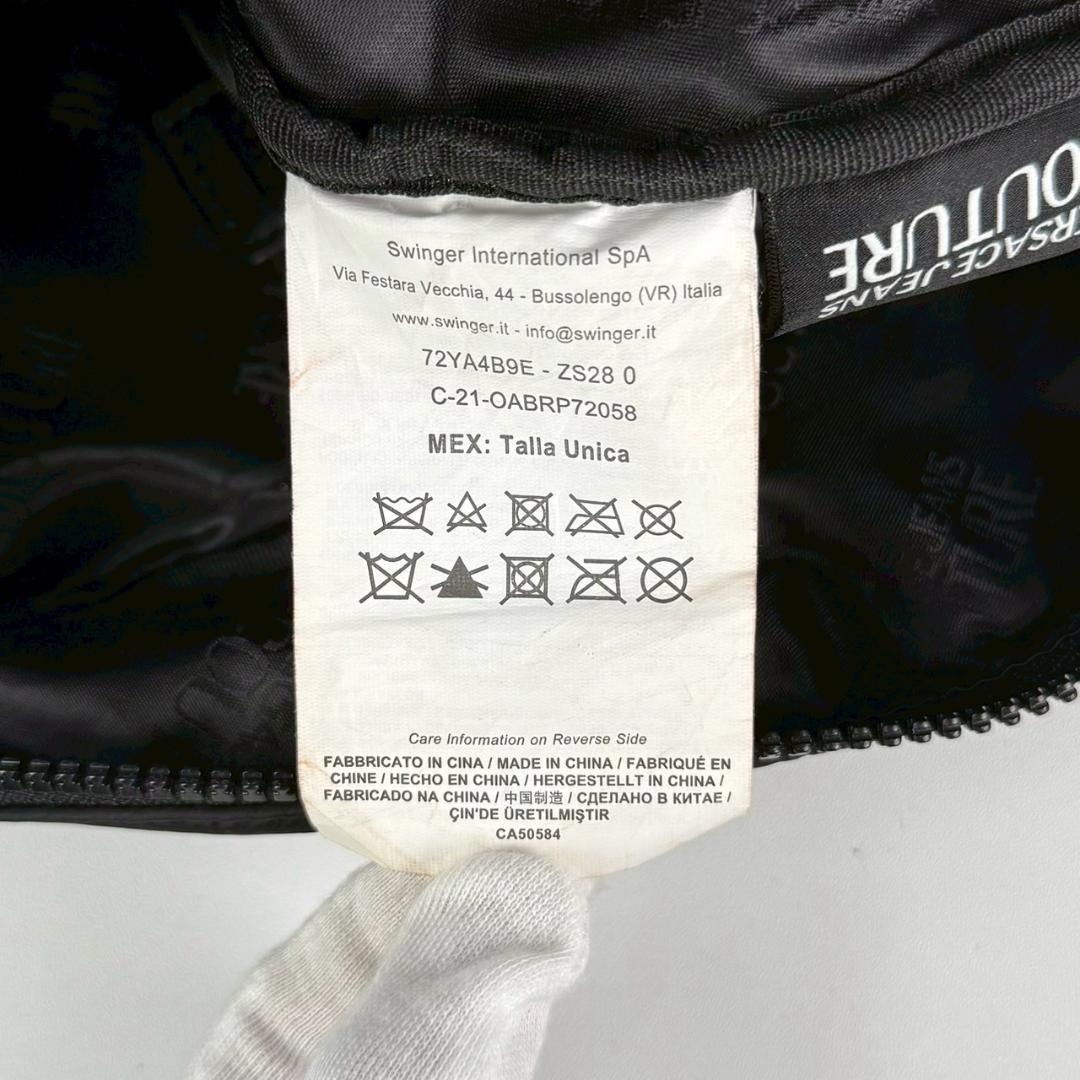 Swinger International SpA
Via Festara Vecchia, 44 - Bussolengo (VR) Italia
www.swinger.it - info@swinger.it
72YA4B9E - ZS28 0
C-21-OABRP72058
MEX: Talla Unica
Care Information on Reverse Side
FABBRICATO IN CINA / MADE IN CHINA / FABRIQUÉ EN
CHINE / HECHO EN CHINA / HERGESTELLT IN CHINA /
FABRICADO NA CHINA / 中国制造 / СДЕЛАНО В КИТАЕ /
ÇIN'DE ÜRETILMIŞTIR
CA50584
JEANS
OUTURE